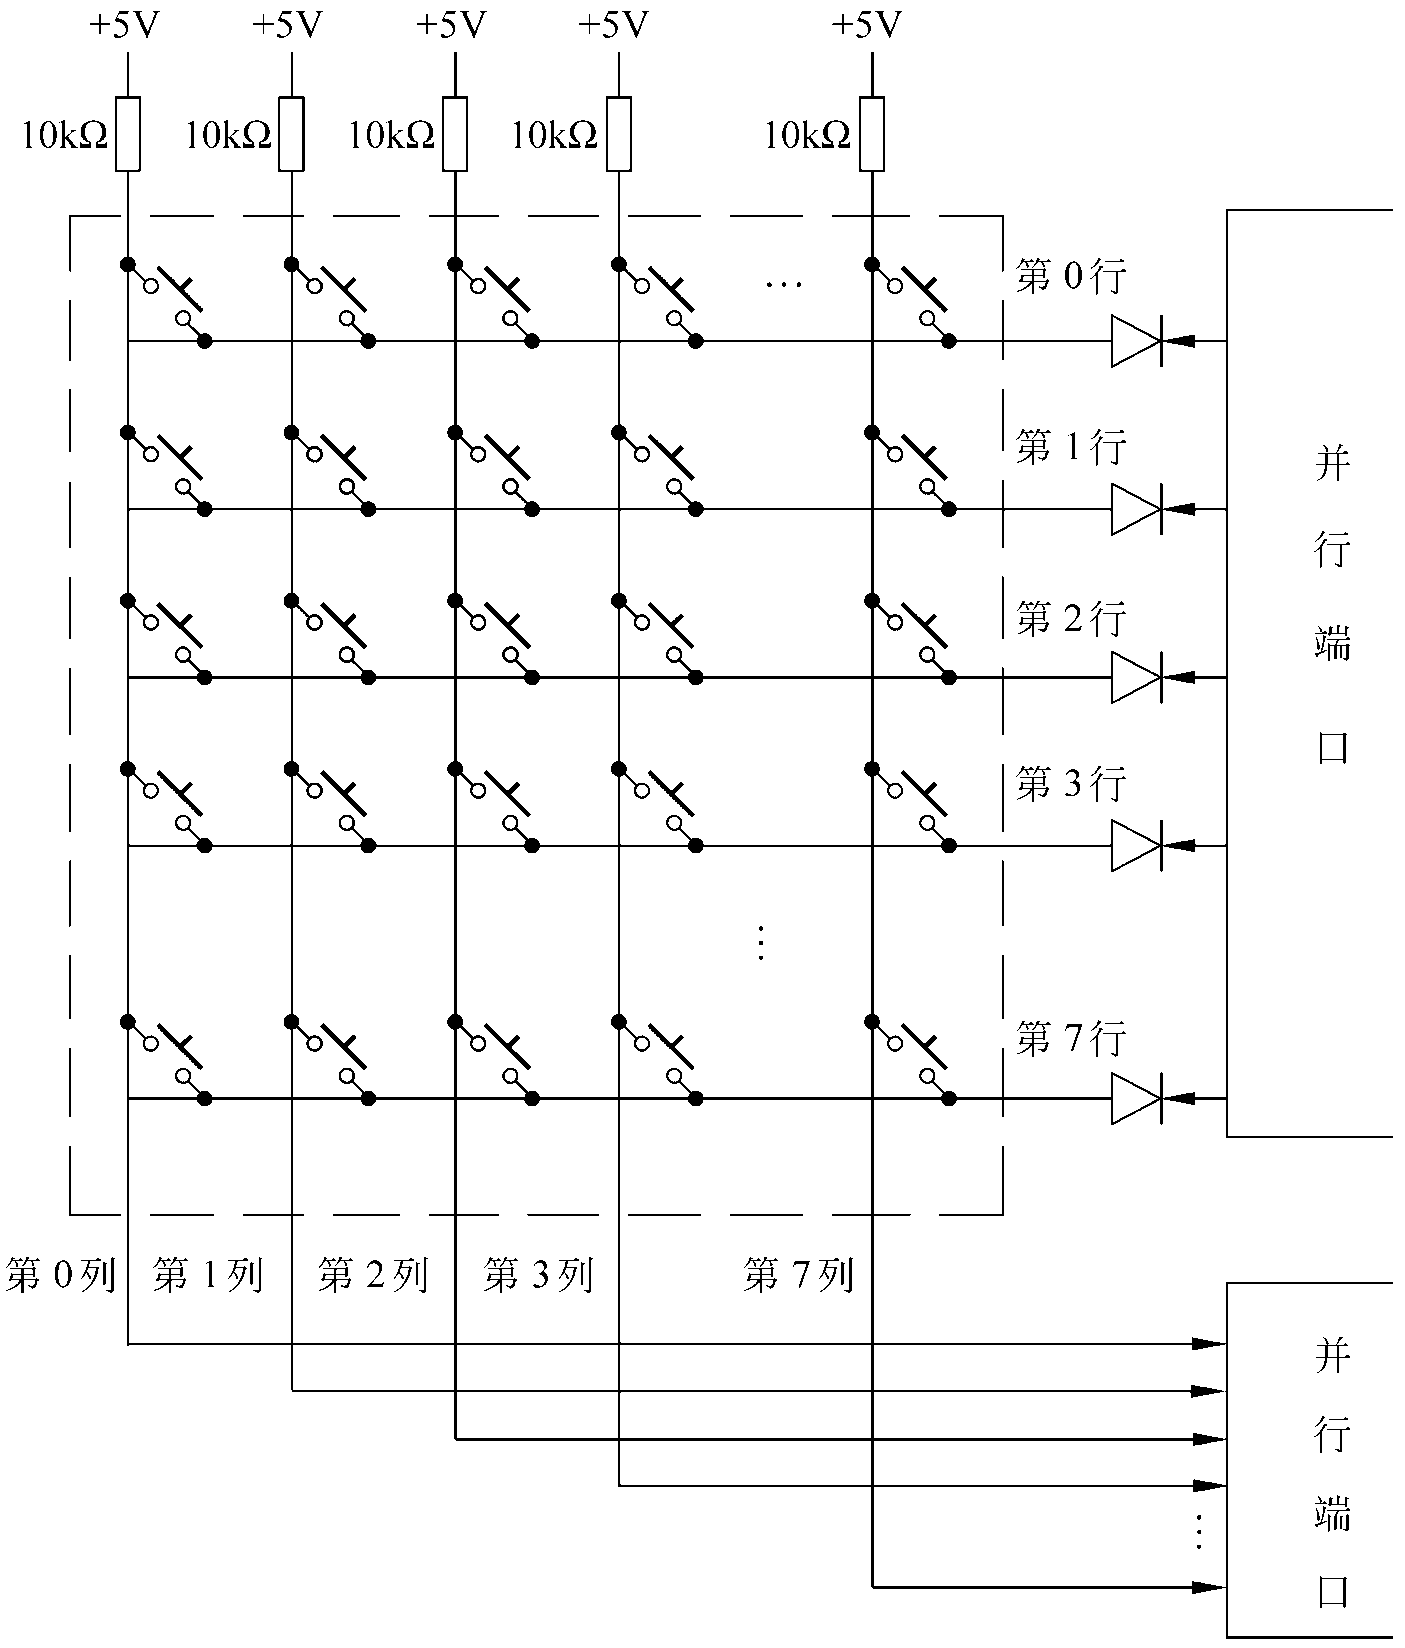 +5V +5V +5V +5V +5V
10kΩ 10kΩ 10kΩ 10kΩ 10kΩ
第 0 行
…
第 1 行
第 2 行
第 3 行
⋮
第 7 行
并
行
端
口
第 0 列 第 1 列 第 2 列 第 3 列 第 7 列
并
行
端
⋮
口